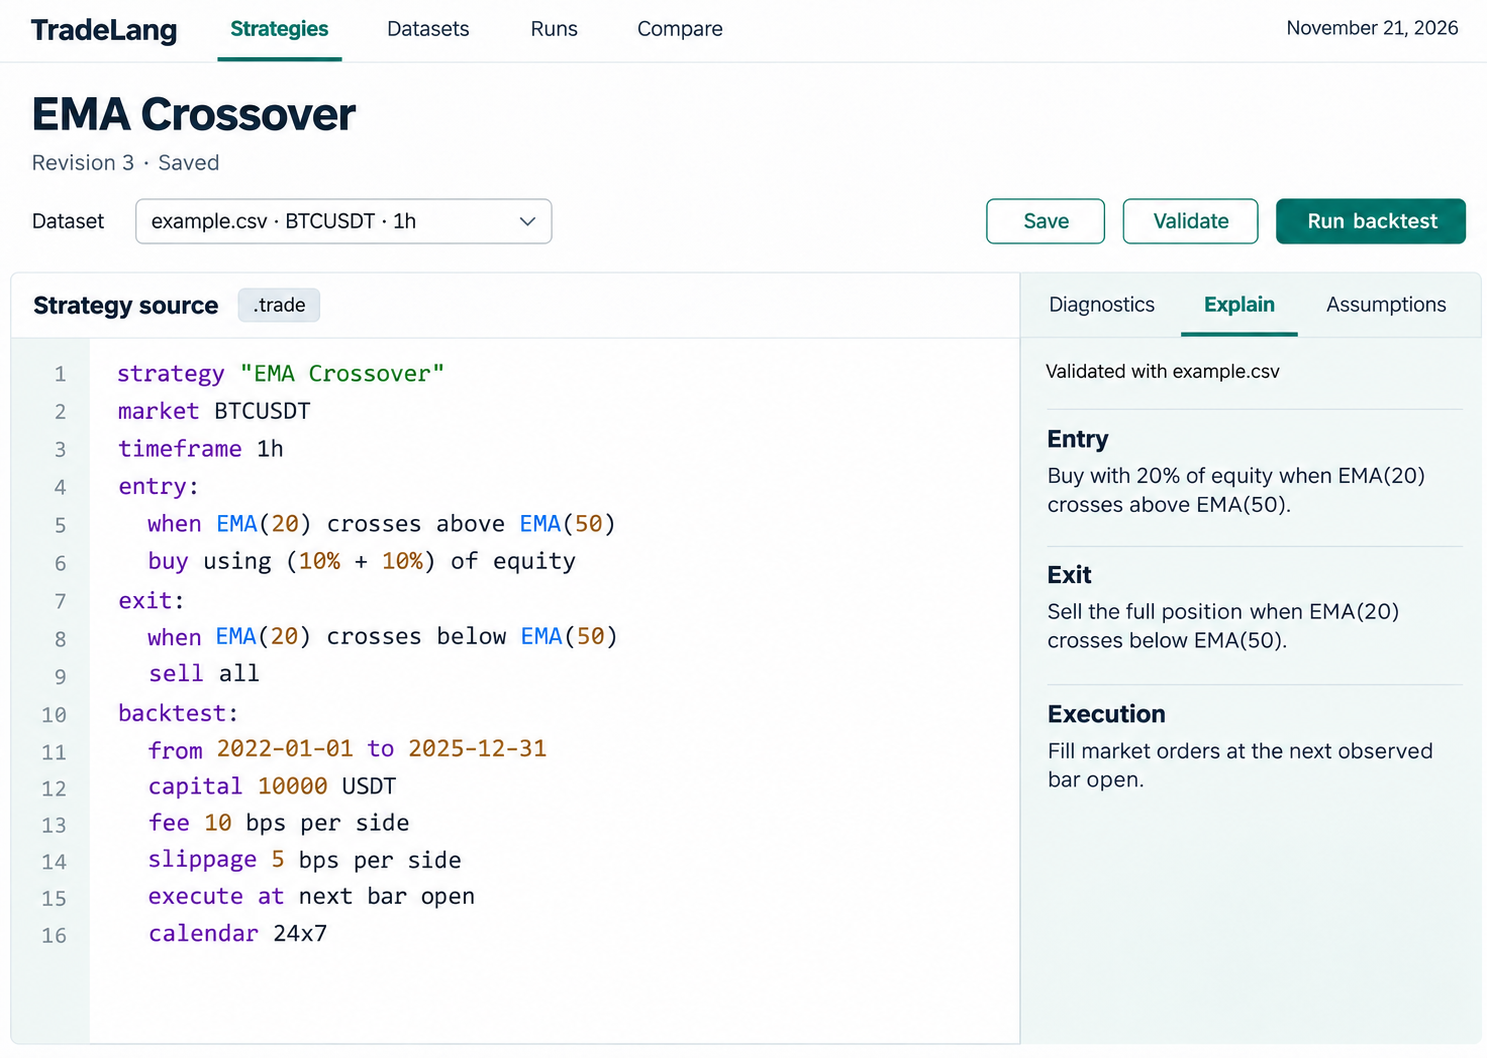 TradeLang Strategies Datasets Runs Compare November 21, 2026
EMA Crossover
Revision 3 · Saved
Dataset example.csv · BTCUSDT · 1h Save Validate Run backtest
Strategy source .trade
1 strategy "EMA Crossover"
2 market BTCUSDT
3 timeframe 1h
4 entry:
5 when EMA(20) crosses above EMA(50)
6 buy using (10% + 10%) of equity
7 exit:
8 when EMA(20) crosses below EMA(50)
9 sell all
10 backtest:
11 from 2022-01-01 to 2025-12-31
12 capital 10000 USDT
13 fee 10 bps per side
14 slippage 5 bps per side
15 execute at next bar open
16 calendar 24x7
Diagnostics Explain Assumptions
Validated with example.csv
Entry
Buy with 20% of equity when EMA(20)
crosses above EMA(50).
Exit
Sell the full position when EMA(20)
crosses below EMA(50).
Execution
Fill market orders at the next observed
bar open.